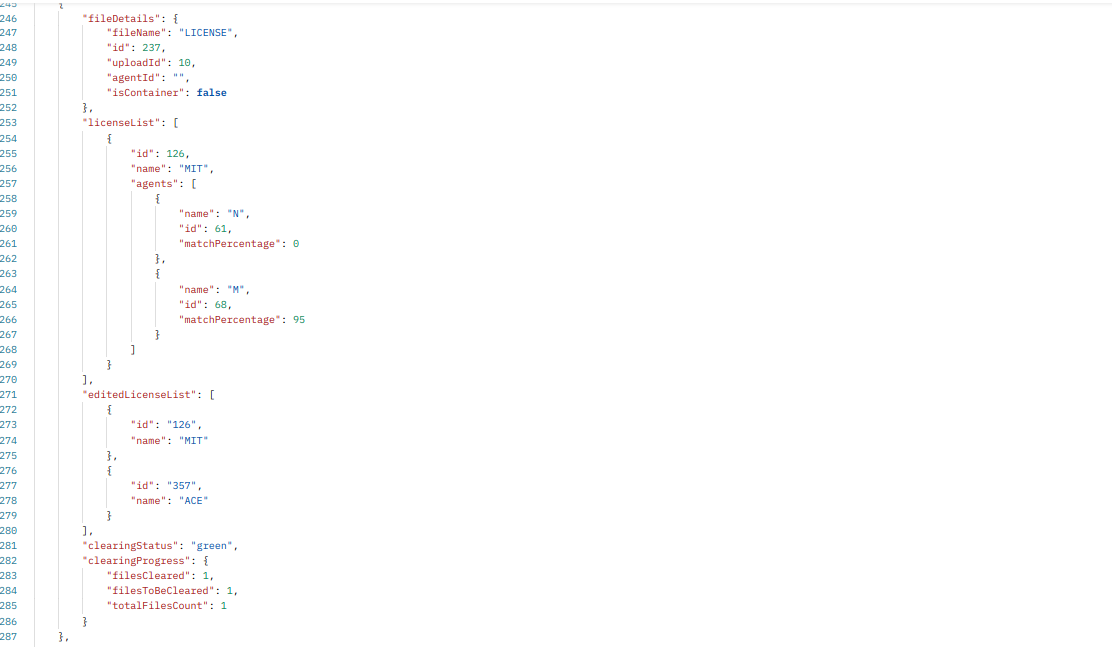 245 {
246 "fileDetails": {
247 "fileName": "LICENSE",
248 "id": 237,
249 "uploadId": 10,
250 "agentId": "",
251 "isContainer": false
252 },
253 "licenseList": [
254 {
255 "id": 126,
256 "name": "MIT",
257 "agents": [
258 {
259 "name": "N",
260 "id": 61,
261 "matchPercentage": 0
262 },
263 {
264 "name": "M",
265 "id": 68,
266 "matchPercentage": 95
267 }
268 ]
269 }
270 ],
271 "editedLicenseList": [
272 {
273 "id": "126",
274 "name": "MIT"
275 },
276 {
277 "id": "357",
278 "name": "ACE"
279 }
280 ],
281 "clearingStatus": "green",
282 "clearingProgress": {
283 "filesCleared": 1,
284 "filesToBeCleared": 1,
285 "totalFilesCount": 1
286 }
287 },